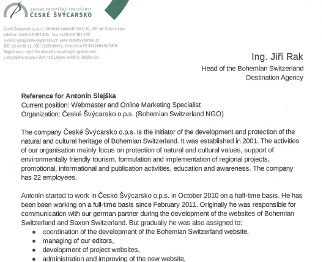 ČESKÉ ŠVÝCARSKO
Ing. Jiří Rak
Head of the Bohemian Switzerland
Destination Agency
Reference for Antonín Slejška
Current position: Webmaster and Online Marketing Specialist
Organization: České Švýcarsko o.p.s. (Bohemian Switzerland NGO)
The company České Švýcarsko o.p.s. is the initiator of the development and protection of the
natural and cultural heritage of Bohemian Switzerland. It was established in 2001. The activities
of our organisation mainly focus on protection of natural and cultural values, support of
environmentally friendly tourism, formulation and implementation of regional projects,
promotional, informational and publication activities, education and awareness. The company
has 22 employees.
Antonín started to work in České Švýcarsko o.p.s. in October 2010 on a half-time basis. He has
been been working on a full-time basis since February 2011. Originally he was responsible for
communication with our german partner during the development of the websites of Bohemian
Switzerland and Saxon Switzerland. But gradually he was also assigned to:
● coordination of the development of the Bohemian Switzerland website,
● managing of our editors,
● development of project websites,
● administration and improving of the new website,